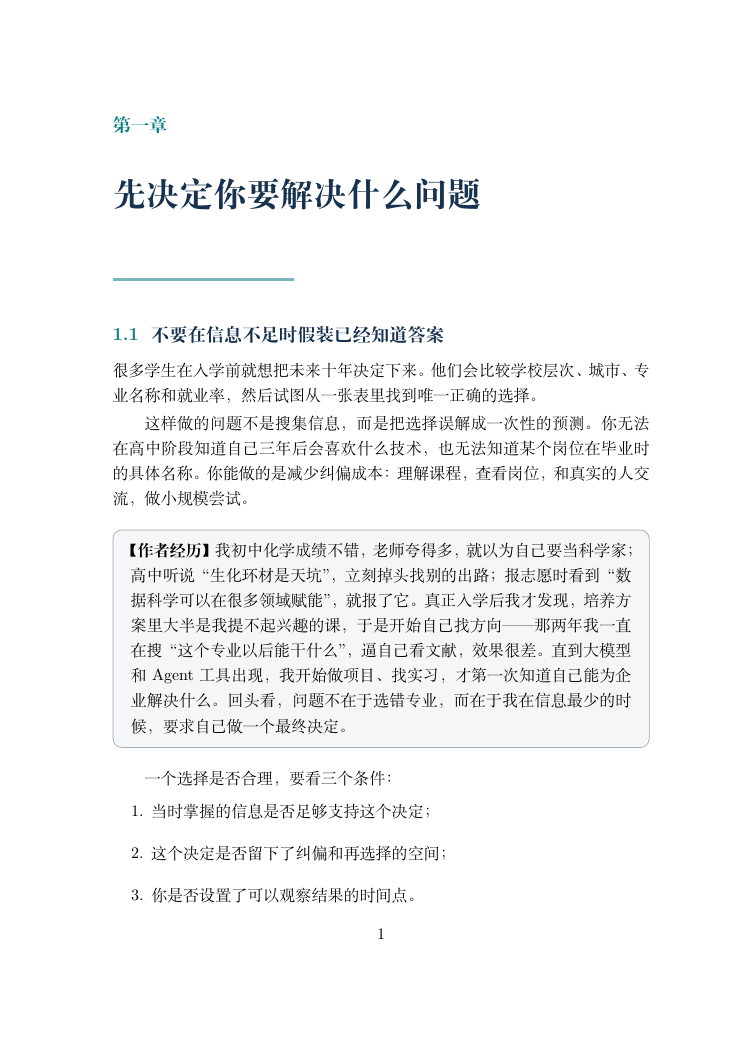 第一章
先决定你要解决什么问题
1.1 不要在信息不足时假装已经知道答案
很多学生在入学前就想把未来十年决定下来。他们会比较学校层次、城市、专
业名称和就业率，然后试图从一张表里找到唯一正确的选择。
这样做的问题不是搜集信息，而是把选择误解成一次性的预测。你无法
在高中阶段知道自己三年后会喜欢什么技术，也无法知道某个岗位在毕业时
的具体名称。你能做的是减少纠偏成本：理解课程，查看岗位，和真实的人交
流，做小规模尝试。
【作者经历】我初中化学成绩不错，老师夸得多，就以为自己要当科学家；
高中听说“生化环材是天坑”，立刻掉头找别的出路；报志愿时看到“数
据科学可以在很多领域赋能”，就报了它。真正入学后我才发现，培养方
案里大半是我提不起兴趣的课，于是开始自己找方向——那两年我一直
在搜“这个专业以后能干什么”，逼自己看文献，效果很差。直到大模型
和 Agent 工具出现，我开始做项目、找实习，才第一次知道自己能为企
业解决什么。回头看，问题不在于选错专业，而在于我在信息最少的时
候，要求自己做一个最终决定。
一个选择是否合理，要看三个条件：
1. 当时掌握的信息是否足够支持这个决定；
2. 这个决定是否留下了纠偏和再选择的空间；
3. 你是否设置了可以观察结果的时间点。
1